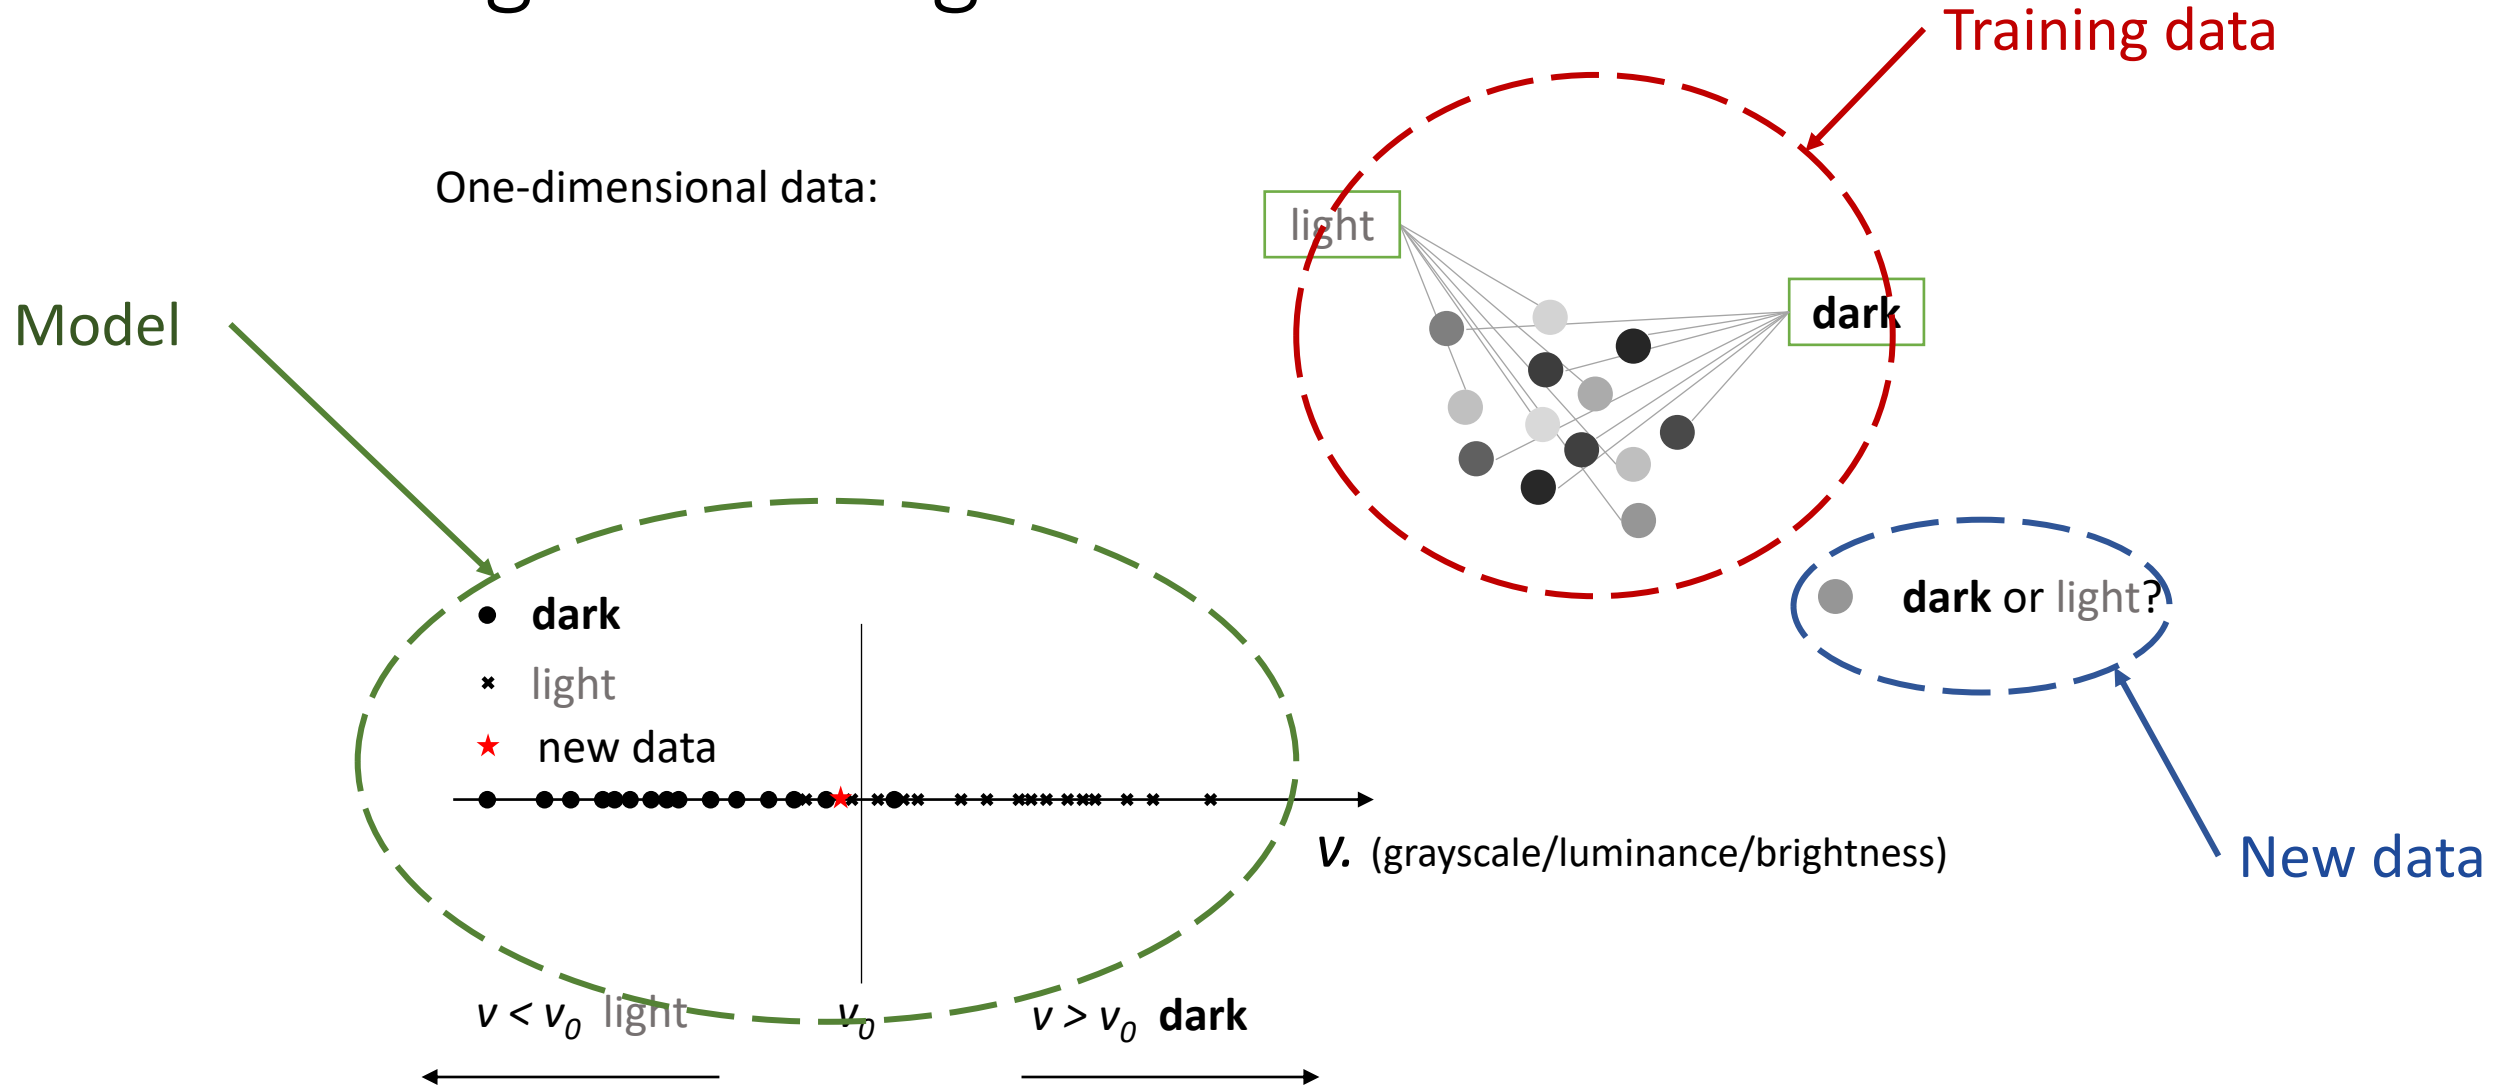 Training data
One-dimensional data:
light
dark
Model
dark or light?
dark
light
new data
v. (grayscale/luminance/brightness)
New data
v < v0 light
v0
v > v0 dark